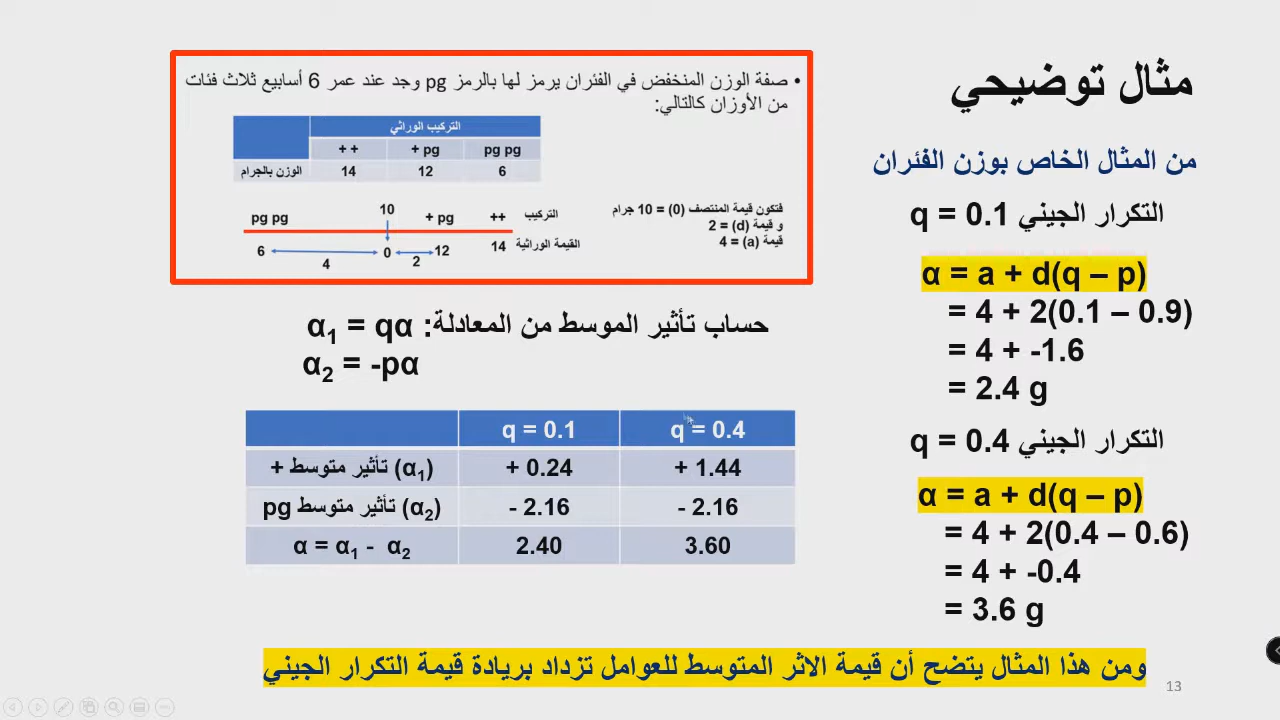 مثال توضيحي
• صفة الوزن المنخفض في الفئران يرمز لها بالرمز pg وجد عند عمر 6 أسابيع ثلاث فئات
من الأوزان كالتالي:
التركيب الوراثي
+ + + pg pg pg
14 12 6 الوزن بالجرام
فتكون قيمة المنتصف (0) = 10 جرام
و قيمة (d) = 2
قيمة (a) = 4
pg pg 10 + pg ++ التركيب
6 0 12 14 القيمة الوراثية
4 2
من المثال الخاص بوزن الفئران
التكرار الجيني q = 0.1
α = a + d(q – p)
= 4 + 2(0.1 – 0.9)
= 4 + -1.6
= 2.4 g
التكرار الجيني q = 0.4
α = a + d(q – p)
= 4 + 2(0.4 – 0.6)
= 4 + -0.4
= 3.6 g
حساب تأثير الموسط من المعادلة: α1 = qα
α2 = -pα
q = 0.1 q = 0.4
(α1) تأثير متوسط + + 0.24 + 1.44
(α2) تأثير متوسط pg - 2.16 - 2.16
α = α1 - α2 2.40 3.60
ومن هذا المثال يتضح أن قيمة الاثر المتوسط للعوامل تزداد بريادة قيمة التكرار الجيني
13